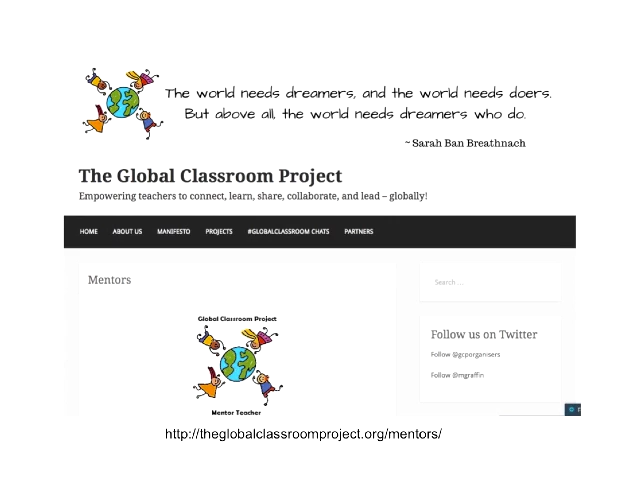 The world needs dreamers, and the world needs doers.
But above all, the world needs dreamers who do.
~ Sarah Ban Breathnach
The Global Classroom Project
Empowering teachers to connect, learn, share, collaborate, and lead – globally!
HOME ABOUT US MANIFESTO PROJECTS #GLOBALCLASSROOM CHATS PARTNERS
Mentors
Search ...
Global Classroom Project
Mentor Teacher
Follow us on Twitter
Follow @gcporganisers
Follow @mgraffin
http://theglobalclassroomproject.org/mentors/